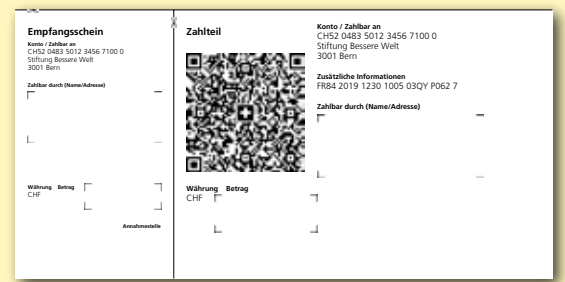 Empfangsschein
Konto / Zahlbar an
CH52 0483 5012 3456 7100 0
Stiftung Bessere Welt
3001 Bern
Zahlbar durch (Name/Adresse)
Währung Betrag
CHF
Annahmestelle
Zahlteil
Währung Betrag
CHF
Konto / Zahlbar an
CH52 0483 5012 3456 7100 0
Stiftung Bessere Welt
3001 Bern
Zusätzliche Informationen
FR84 2019 1230 1005 03QY P062 7
Zahlbar durch (Name/Adresse)